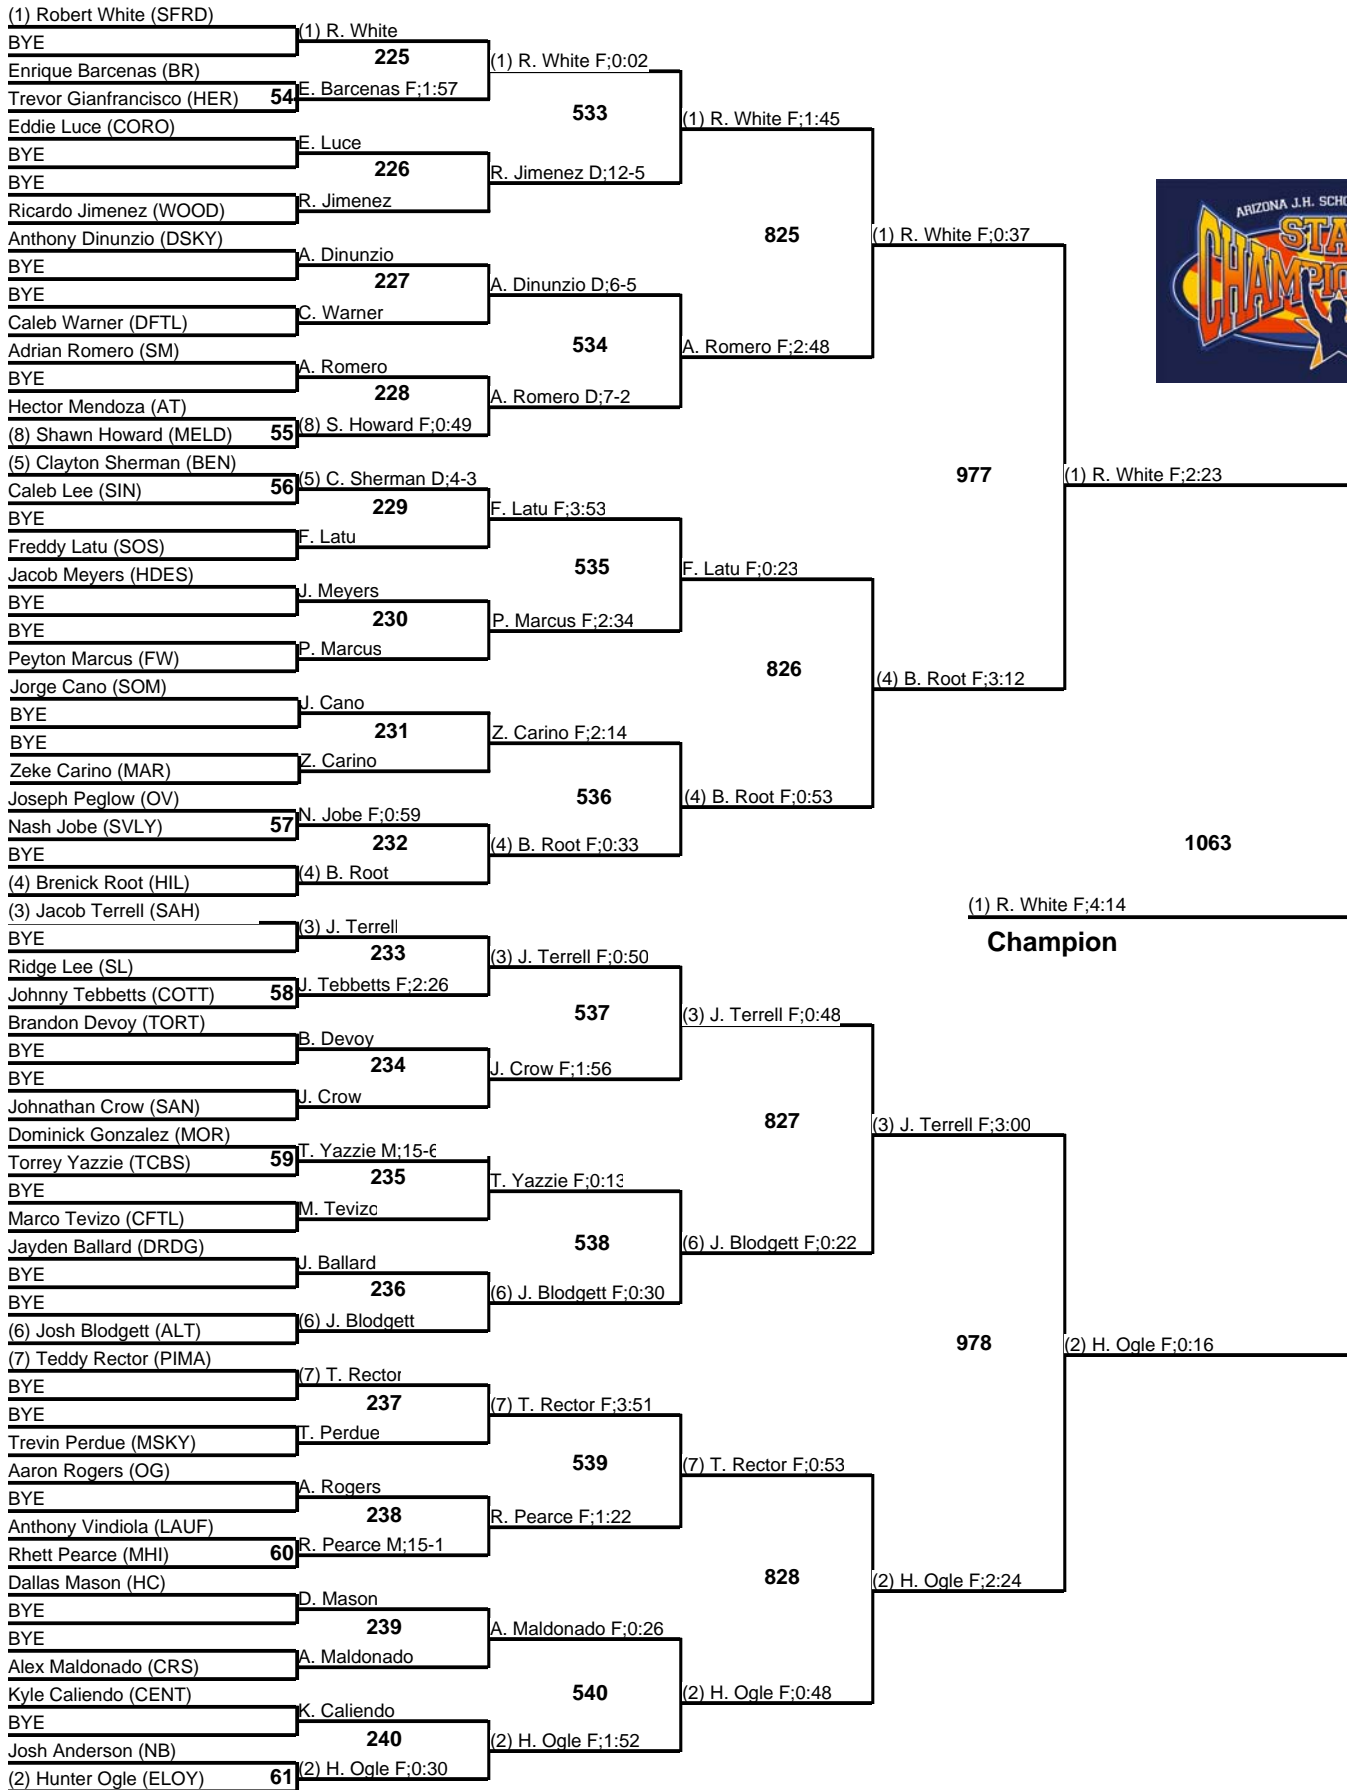 (1) Robert White (SFRD)
BYE
Enrique Barcenas (BR)
Trevor Gianfrancisco (HER) 54
Eddie Luce (CORO)
BYE
BYE
Ricardo Jimenez (WOOD)
Anthony Dinunzio (DSKY)
BYE
BYE
Caleb Warner (DFTL)
Adrian Romero (SM)
BYE
Hector Mendoza (AT)
(8) Shawn Howard (MELD) 55
(5) Clayton Sherman (BEN)
Caleb Lee (SIN) 56
BYE
Freddy Latu (SOS)
Jacob Meyers (HDES)
BYE
BYE
Peyton Marcus (FW)
Jorge Cano (SOM)
BYE
BYE
Zeke Carino (MAR)
Joseph Peglow (OV)
Nash Jobe (SVLY) 57
BYE
(4) Brenick Root (HIL)
(3) Jacob Terrell (SAH)
BYE
Ridge Lee (SL)
Johnny Tebbetts (COTT) 58
Brandon Devoy (TORT)
BYE
BYE
Johnathan Crow (SAN)
Dominick Gonzalez (MOR)
Torrey Yazzie (TCBS) 59
BYE
Marco Tevizo (CFTL)
Jayden Ballard (DRDG)
BYE
BYE
(6) Josh Blodgett (ALT)
(7) Teddy Rector (PIMA)
BYE
BYE
Trevin Perdue (MSKY)
Aaron Rogers (OG)
BYE
Anthony Vindiola (LAUF)
Rhett Pearce (MHI) 60
Dallas Mason (HC)
BYE
BYE
Alex Maldonado (CRS)
Kyle Caliendo (CENT)
BYE
Josh Anderson (NB)
(2) Hunter Ogle (ELOY) 61
(1) R. White
225
E. Barcenas F;1:57
E. Luce
226
R. Jimenez
A. Dinunzio
227
C. Warner
A. Romero
228
(8) S. Howard F;0:49
(5) C. Sherman D;4-3
229
F. Latu
J. Meyers
230
P. Marcus
J. Cano
231
Z. Carino
N. Jobe F;0:59
232
(4) B. Root
(3) J. Terrell
233
J. Tebbetts F;2:26
B. Devoy
234
J. Crow
T. Yazzie M;15-6
235
M. Tevizo
J. Ballard
236
(6) J. Blodgett
(7) T. Rector
237
T. Perdue
A. Rogers
238
R. Pearce M;15-1
D. Mason
239
A. Maldonado
K. Caliendo
240
(2) H. Ogle F;0:30
(1) R. White F;0:02
533
R. Jimenez D;12-5
A. Dinunzio D;6-5
534
A. Romero D;7-2
F. Latu F;3:53
535
P. Marcus F;2:34
Z. Carino F;2:14
536
(4) B. Root F;0:33
(3) J. Terrell F;0:50
537
J. Crow F;1:56
T. Yazzie F;0:13
538
(6) J. Blodgett F;0:30
(7) T. Rector F;3:51
539
R. Pearce F;1:22
A. Maldonado F;0:26
540
(2) H. Ogle F;1:52
(1) R. White F;1:45
825
A. Romero F;2:48
F. Latu F;0:23
826
(4) B. Root F;0:53
(3) J. Terrell F;0:48
827
(6) J. Blodgett F;0:22
(7) T. Rector F;0:53
828
(2) H. Ogle F;0:48
(1) R. White F;0:37
977
(4) B. Root F;3:12
(3) J. Terrell F;3:00
978
(2) H. Ogle F;2:24
ARIZONA J.H.
(1) R. White F;2:23
1063
(2) H. Ogle F;0:16
(1) R. White F;4:14
Champion